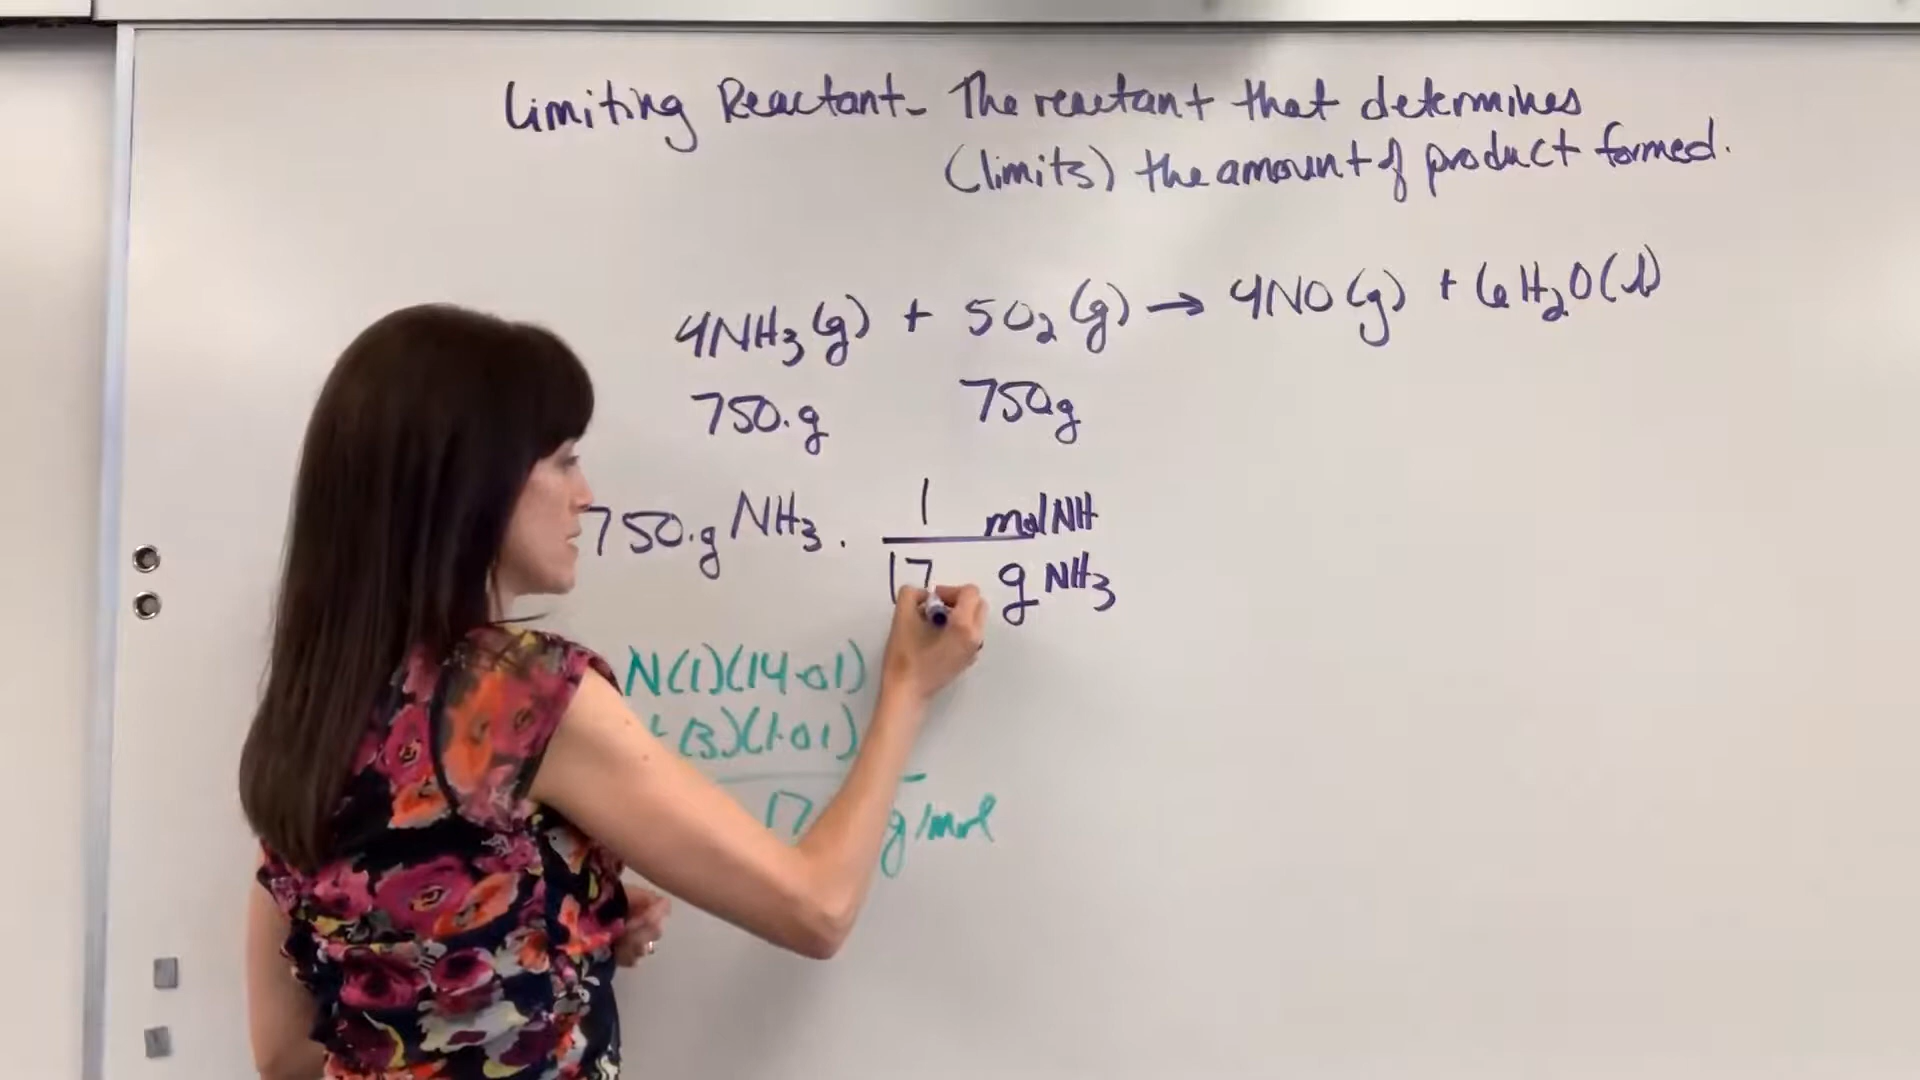 Limiting Reactant - The reactant that determines
(limits) the amount of product formed.
4NH₃(g) + 5O₂(g) → 4NO(g) + 6H₂O(l)
750.g 750.g
750.g NH₃ · 1 mol NH
17 g NH₃
N(1)(14.01)
(3)(1.01)
17 g/mol